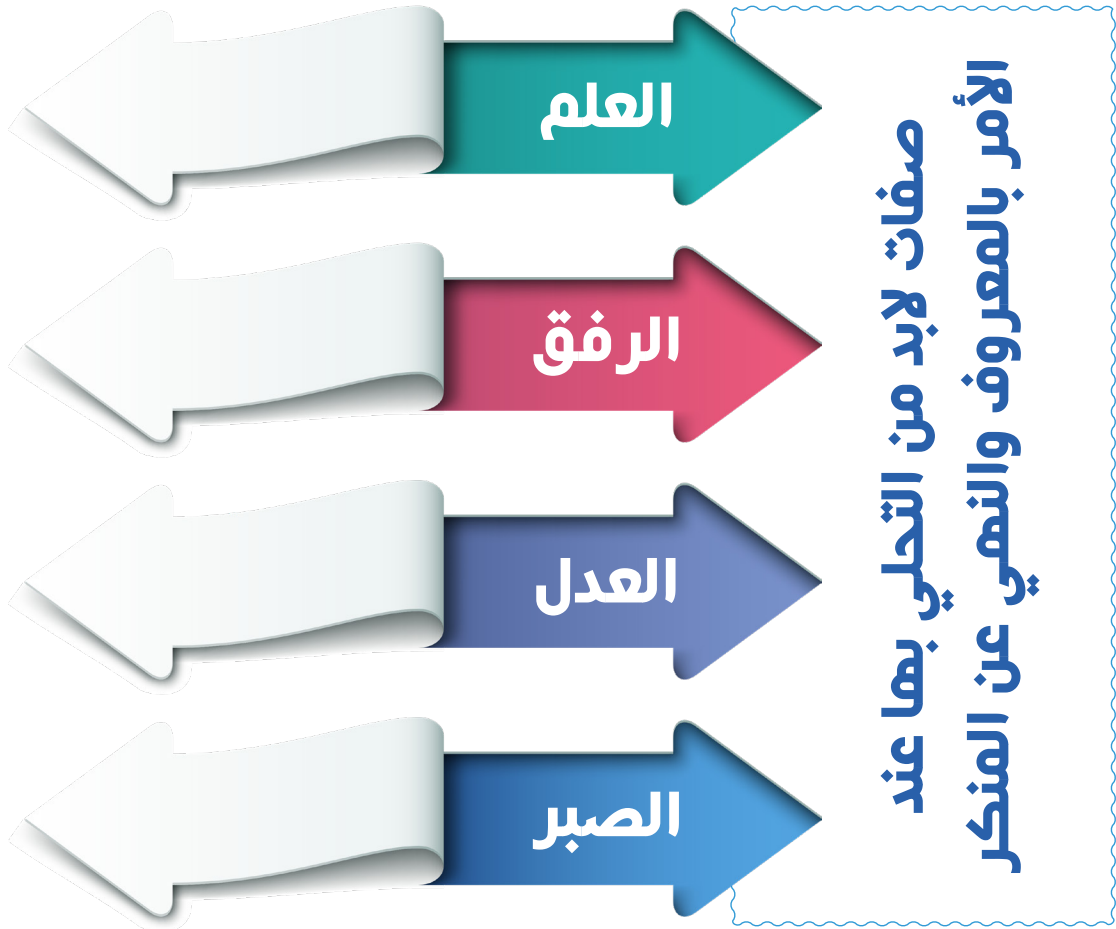 صفات لابد من التحلي بها عند
الأمر بالمعروف والنهي عن المنكر
العلم
الرفق
العدل
الصبر